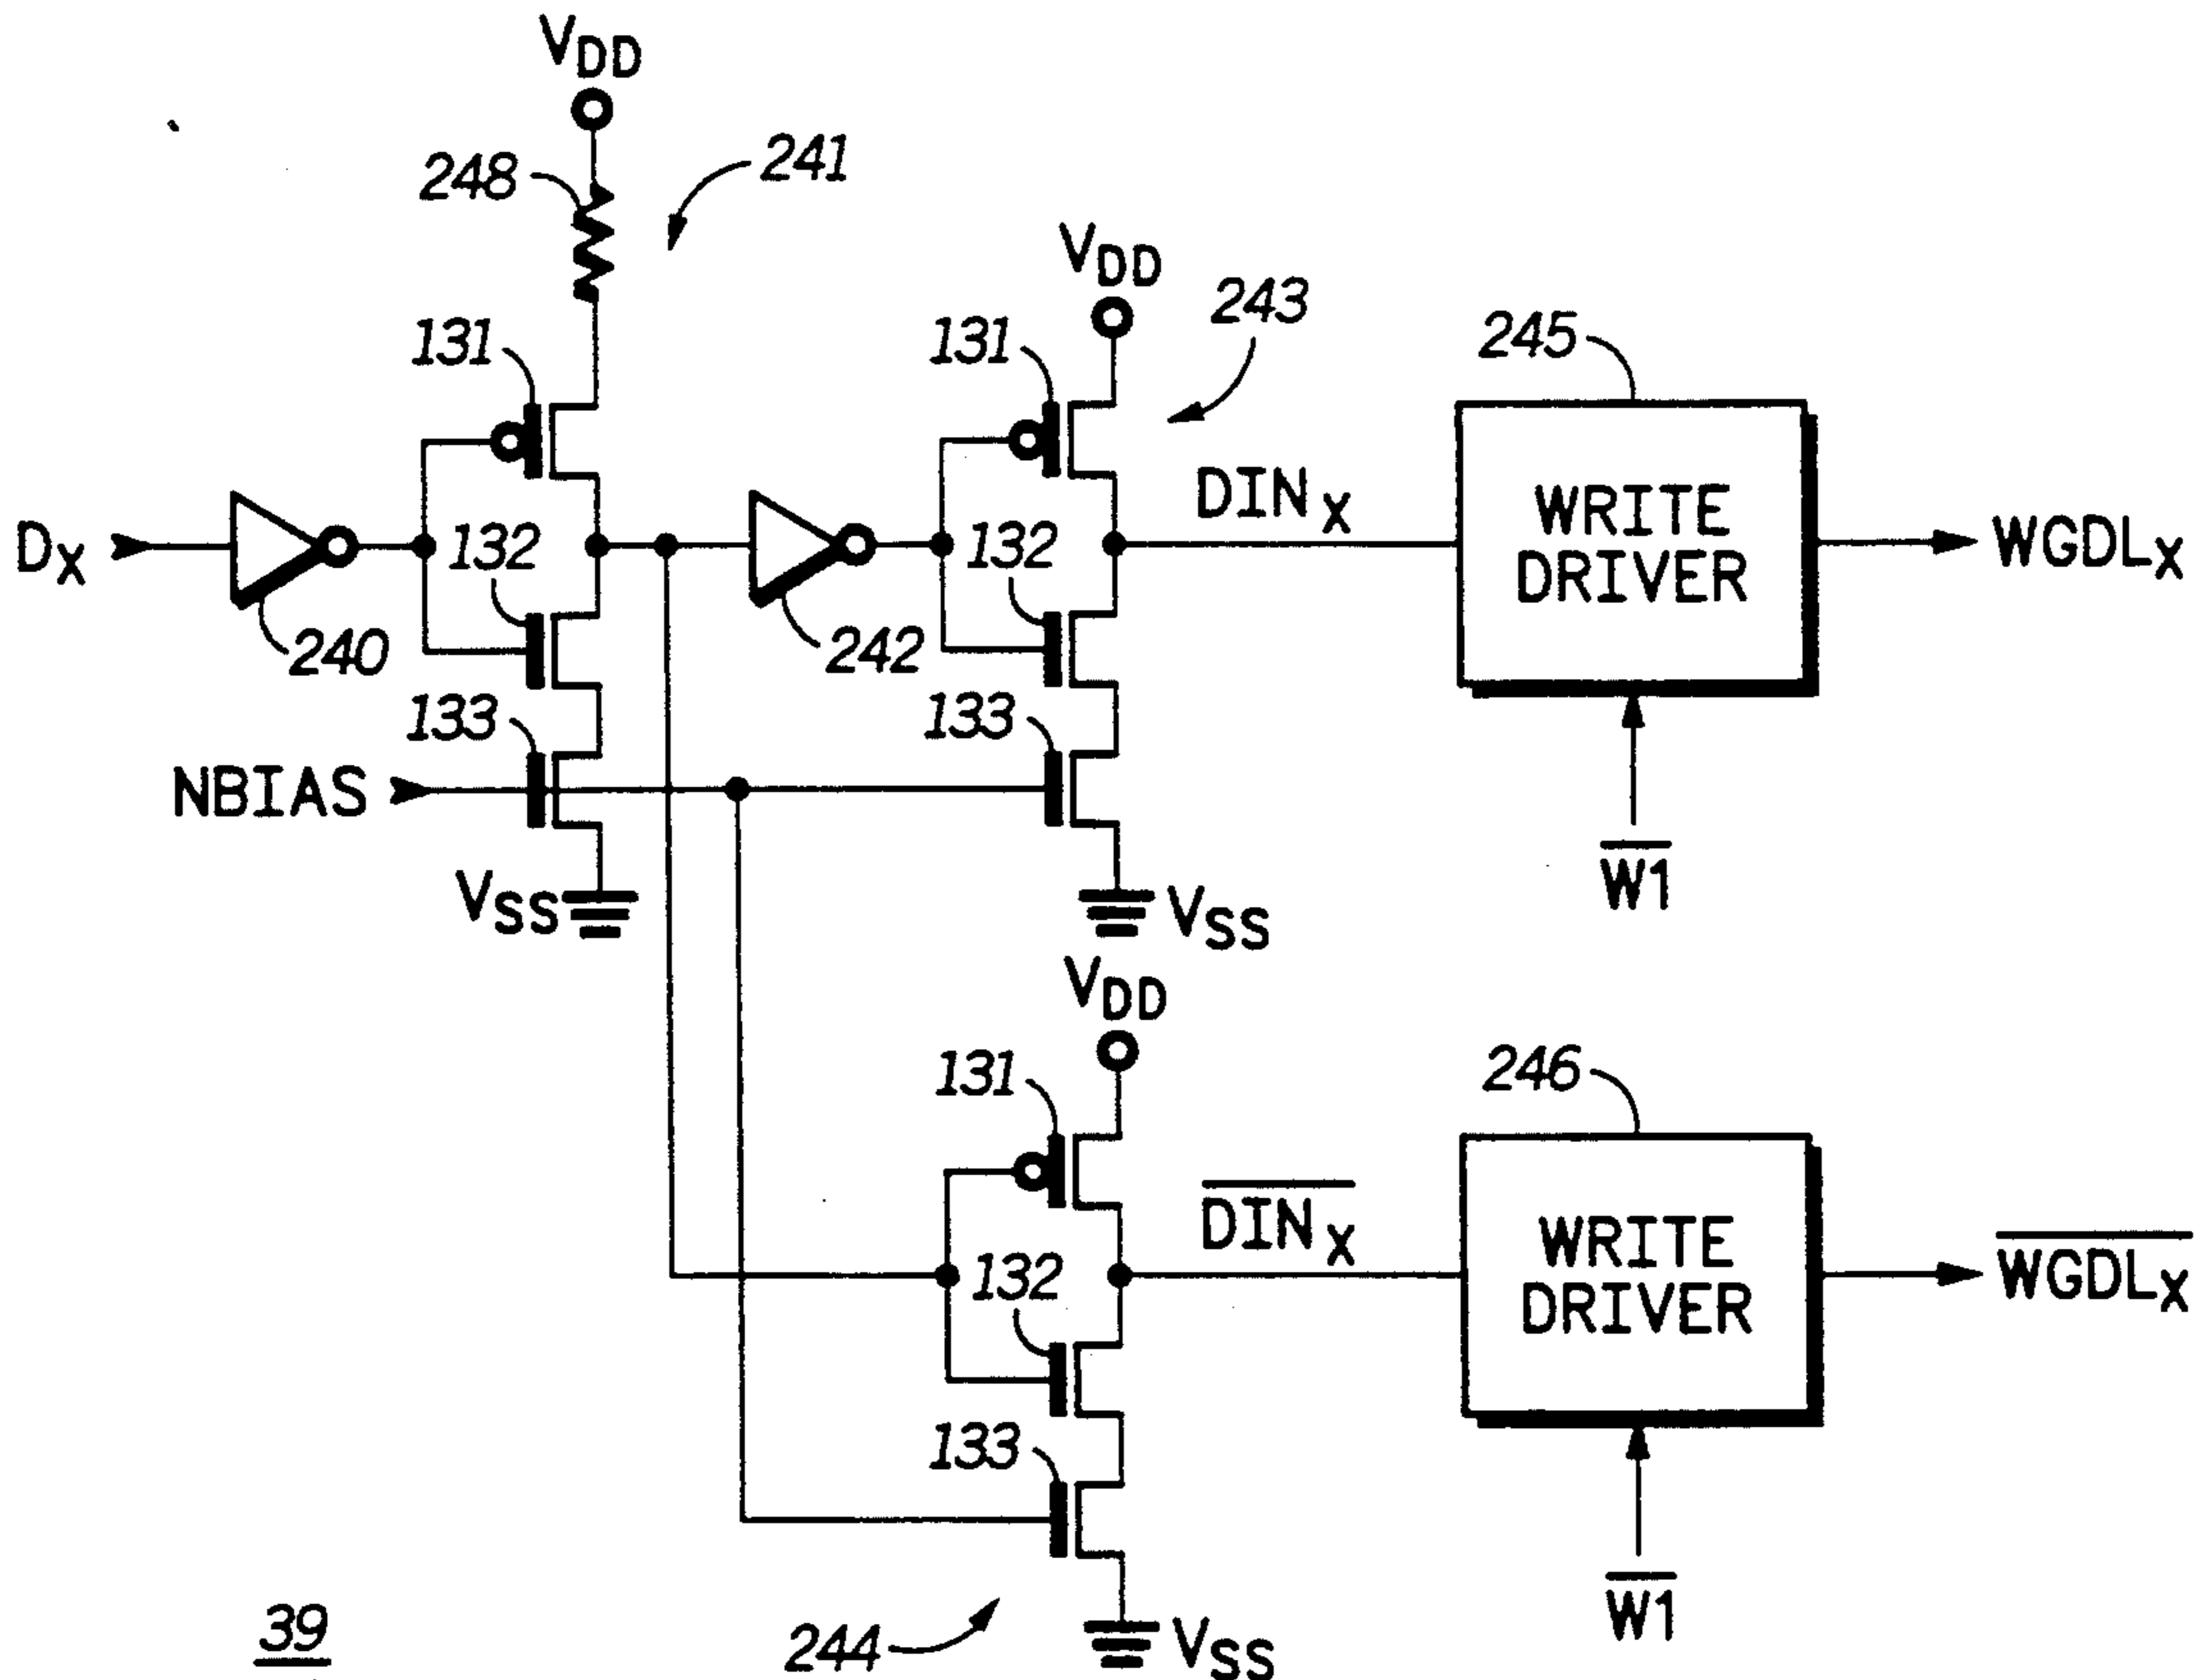 VDD
248
241
VDD
131
131
243
245
DINX
WRITE
DRIVER
DX
132
132
WGDLX
240
242
133
133
NBIAS
W1
VSS
VSS
VDD
131
246
DINX
WRITE
DRIVER
132
WGDLX
133
W1
39
244
VSS